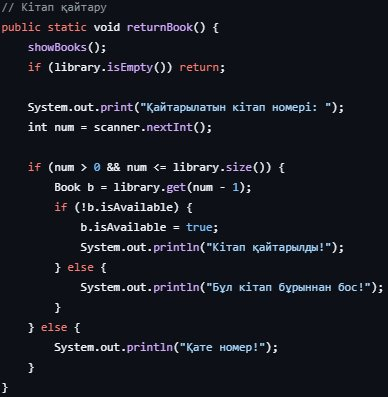 // Кітап қайтару
public static void returnBook() {
    showBooks();
    if (library.isEmpty()) return;

    System.out.print("Қайтарылатын кітап номері: ");
    int num = scanner.nextInt();

    if (num > 0 && num <= library.size()) {
        Book b = library.get(num - 1);
        if (!b.isAvailable) {
            b.isAvailable = true;
            System.out.println("Кітап қайтарылды!");
        } else {
            System.out.println("Бұл кітап бұрыннан бос!");
        }
    } else {
        System.out.println("Қате номер!");
    }
}